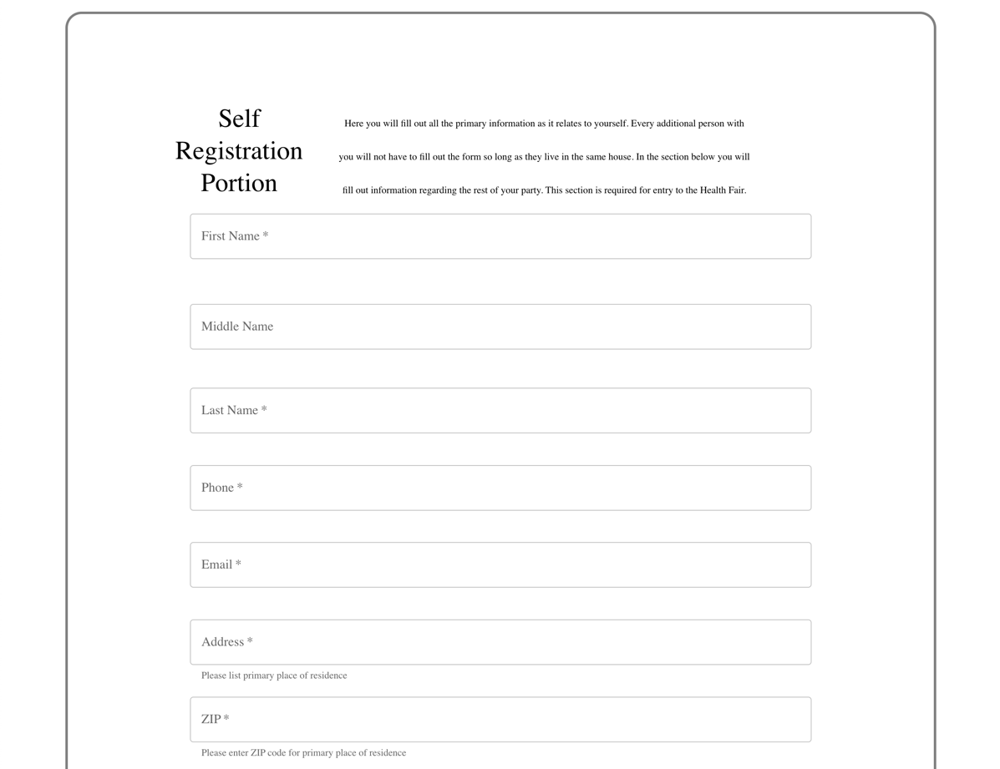 Self
Registration
Portion
Here you will fill out all the primary information as it relates to yourself. Every additional person with
you will not have to fill out the form so long as they live in the same house. In the section below you will
fill out information regarding the rest of your party. This section is required for entry to the Health Fair.
First Name *
Middle Name
Last Name *
Phone *
Email *
Address *
Please list primary place of residence
ZIP *
Please enter ZIP code for primary place of residence